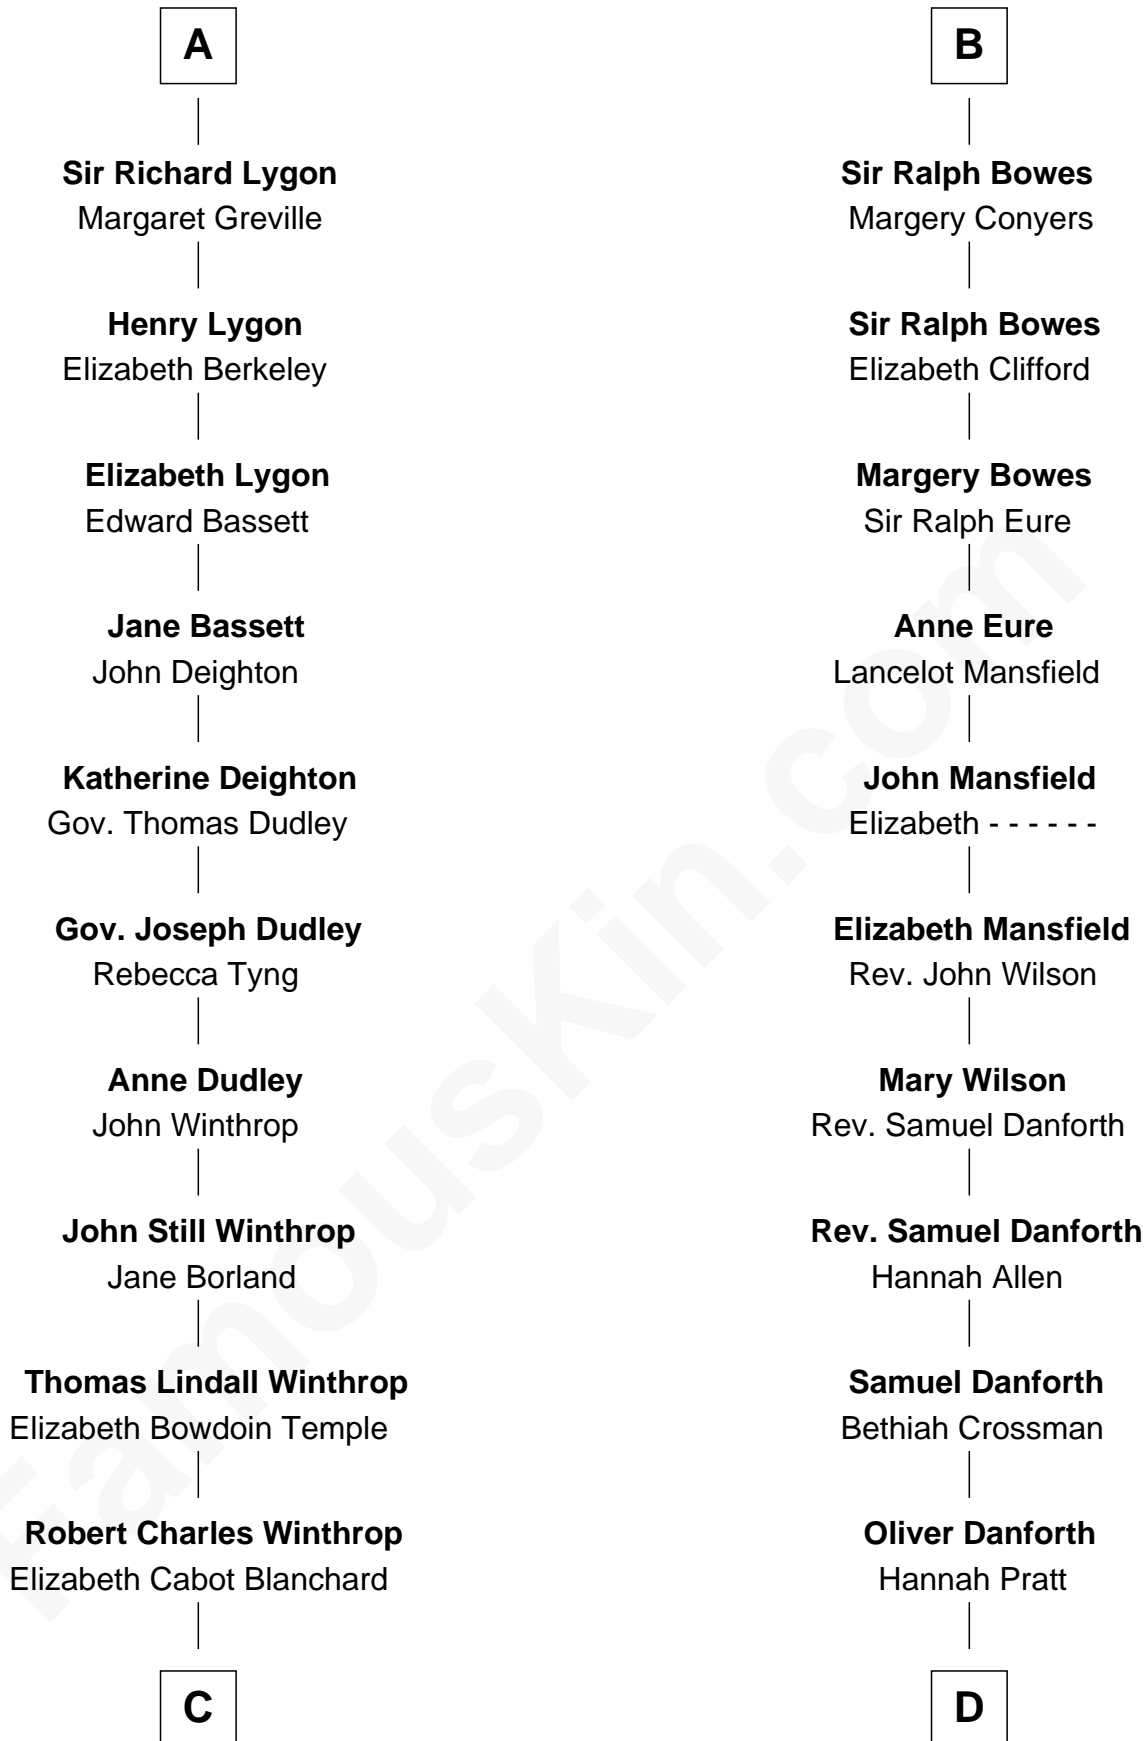 A
Sir Richard Lygon
Margaret Greville
Henry Lygon
Elizabeth Berkeley
Elizabeth Lygon
Edward Bassett
Jane Bassett
John Deighton
Katherine Deighton
Gov. Thomas Dudley
Gov. Joseph Dudley
Rebecca Tyng
Anne Dudley
John Winthrop
John Still Winthrop
Jane Borland
Thomas Lindall Winthrop
Elizabeth Bowdoin Temple
Robert Charles Winthrop
Elizabeth Cabot Blanchard
C
B
Sir Ralph Bowes
Margery Conyers
Sir Ralph Bowes
Elizabeth Clifford
Margery Bowes
Sir Ralph Eure
Anne Eure
Lancelot Mansfield
John Mansfield
Elizabeth - - - - - -
Elizabeth Mansfield
Rev. John Wilson
Mary Wilson
Rev. Samuel Danforth
Rev. Samuel Danforth
Hannah Allen
Samuel Danforth
Bethiah Crossman
Oliver Danforth
Hannah Pratt
D
FamousKin.com